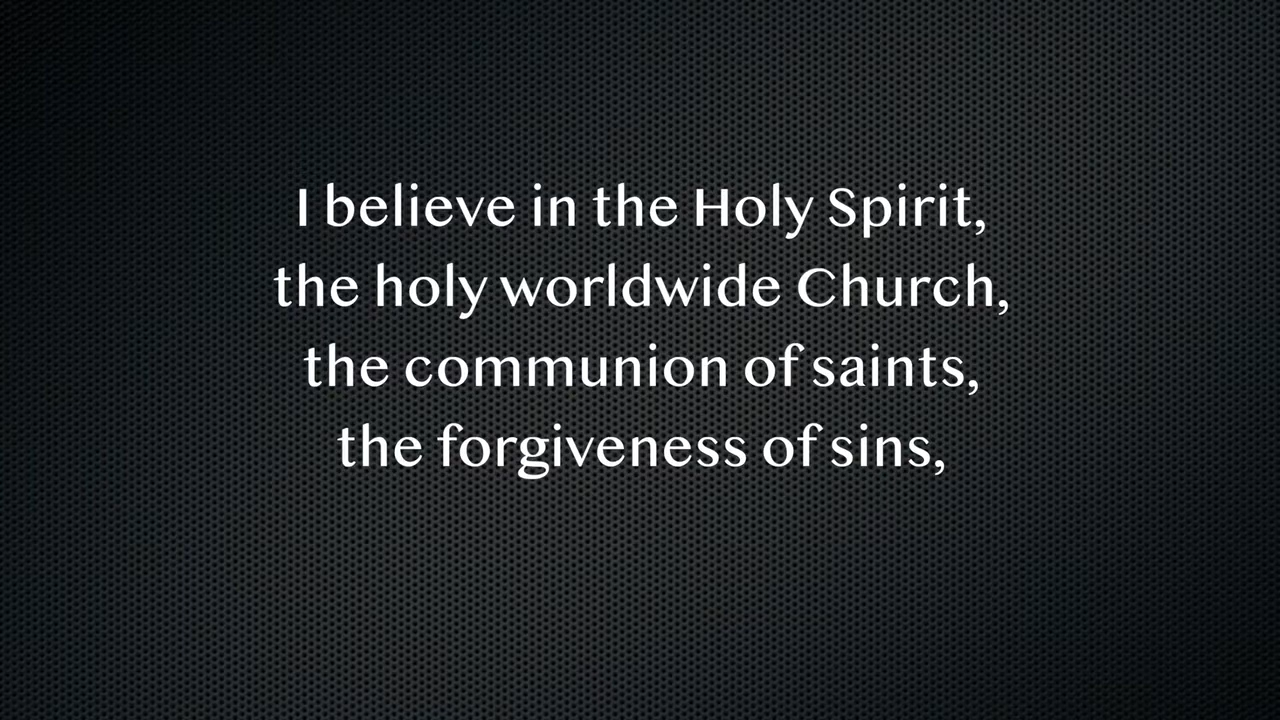 I believe in the Holy Spirit,
the holy worldwide Church,
the communion of saints,
the forgiveness of sins,